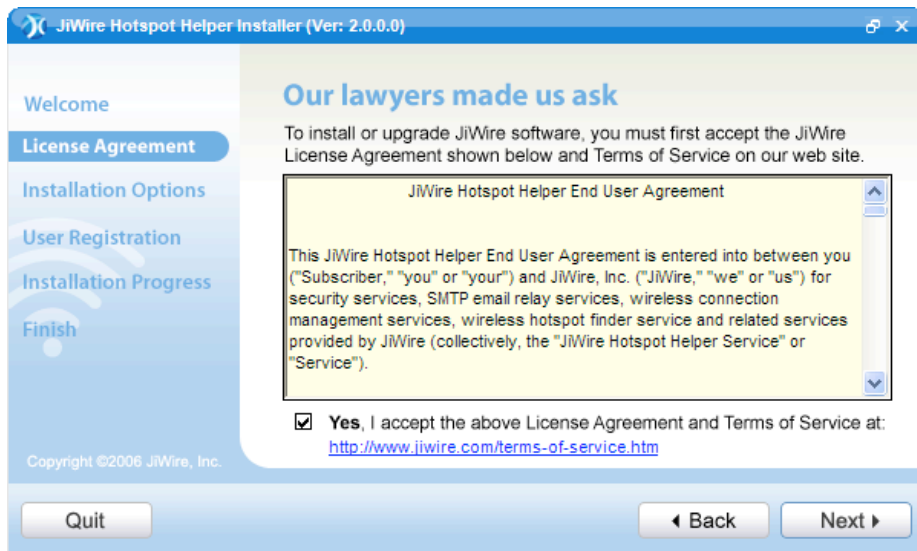 JiWire Hotspot Helper Installer (Ver: 2.0.0.0)
Welcome
License Agreement
Installation Options
User Registration
Installation Progress
Finish
Copyright ©2006 JiWire, Inc.
Our lawyers made us ask
To install or upgrade JiWire software, you must first accept the JiWire
License Agreement shown below and Terms of Service on our web site.
JiWire Hotspot Helper End User Agreement
This JiWire Hotspot Helper End User Agreement is entered into between you
("Subscriber," "you" or "your") and JiWire, Inc. ("JiWire," "we" or "us") for
security services, SMTP email relay services, wireless connection
management services, wireless hotspot finder service and related services
provided by JiWire (collectively, the "JiWire Hotspot Helper Service" or
"Service").
Yes, I accept the above License Agreement and Terms of Service at:
http://www.jiwire.com/terms-of-service.htm
Quit
Back
Next